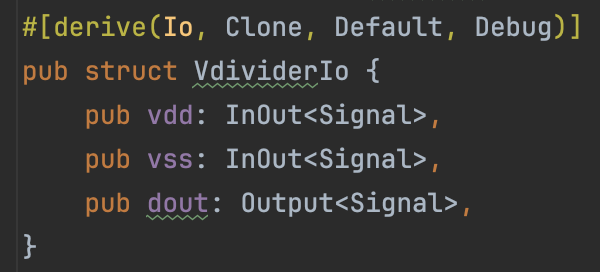 #[derive(Io, Clone, Default, Debug)]
pub struct VdividerIo {
    pub vdd: InOut<Signal>,
    pub vss: InOut<Signal>,
    pub dout: Output<Signal>,
}